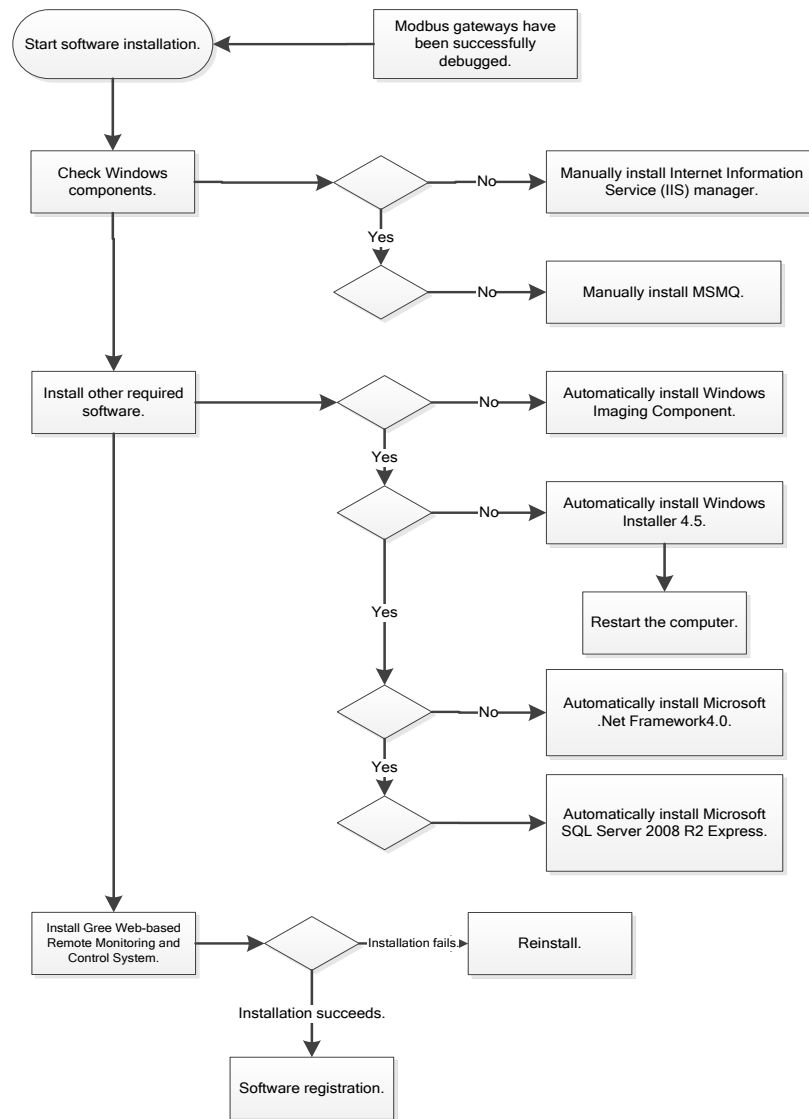 Start software installation.
Modbus gateways have
been successfully
debugged.
Check Windows
components.
No
Manually install Internet Information
Service (IIS) manager.
Yes
No
Manually install MSMQ.
Install other required
software.
No
Automatically install Windows
Imaging Component.
Yes
No
Automatically install Windows
Installer 4.5.
Restart the computer.
Yes
No
Automatically install Microsoft
.Net Framework4.0.
Yes
Automatically install Microsoft
SQL Server 2008 R2 Express.
Install Gree Web-based
Remote Monitoring and
Control System.
Installation fails.
Reinstall.
Installation succeeds.
Software registration.